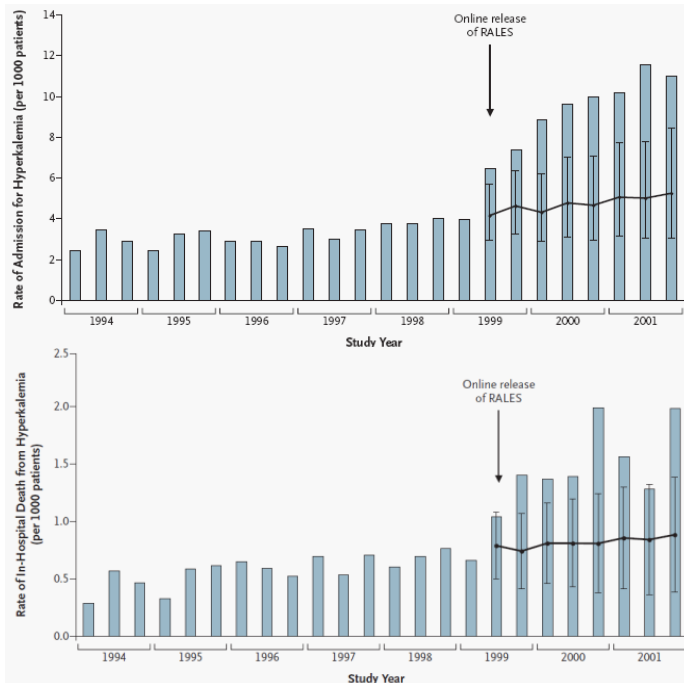 14
Online release
of RALES
12
10
8
6
4
2
0
Rate of Admission for Hyperkalemia (per 1000 patients)
1994 1995 1996 1997 1998 1999 2000 2001
Study Year
2.5
Online release
of RALES
2.0
1.5
1.0
0.5
0.0
Rate of In-Hospital Death from Hyperkalemia
(per 1000 patients)
1994 1995 1996 1997 1998 1999 2000 2001
Study Year